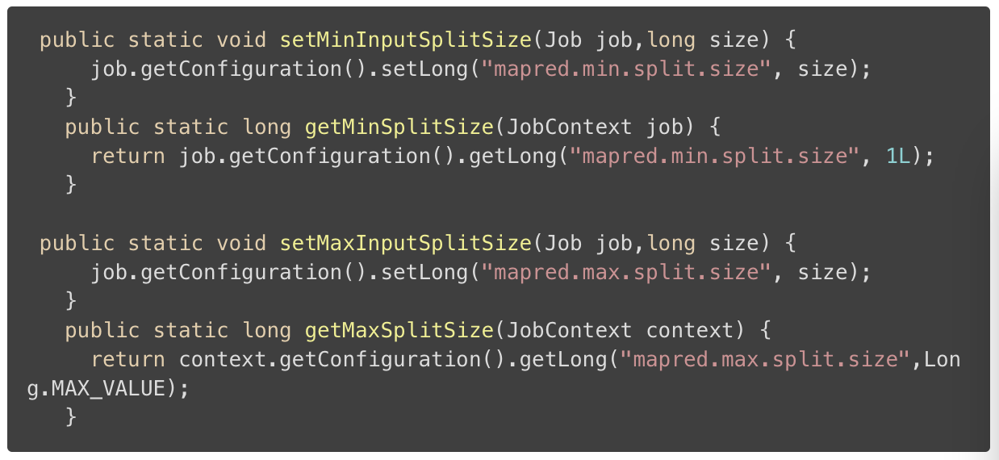 public static void setMinInputSplitSize(Job job,long size) {
job.getConfiguration().setLong("mapred.min.split.size", size);
}
public static long getMinSplitSize(JobContext job) {
return job.getConfiguration().getLong("mapred.min.split.size", 1L);
}
public static void setMaxInputSplitSize(Job job,long size) {
job.getConfiguration().setLong("mapred.max.split.size", size);
}
public static long getMaxSplitSize(JobContext context) {
return context.getConfiguration().getLong("mapred.max.split.size",Lon
g.MAX_VALUE);
}